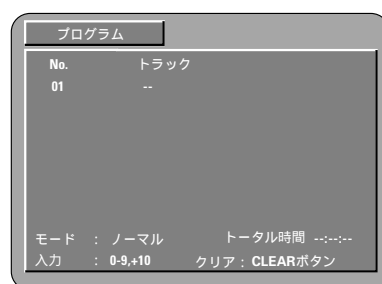 プログラム
No. トラック
01 --
モード : ノーマル トータル時間 --:--:--
入力 : 0-9,+10 クリア : CLEARボタン